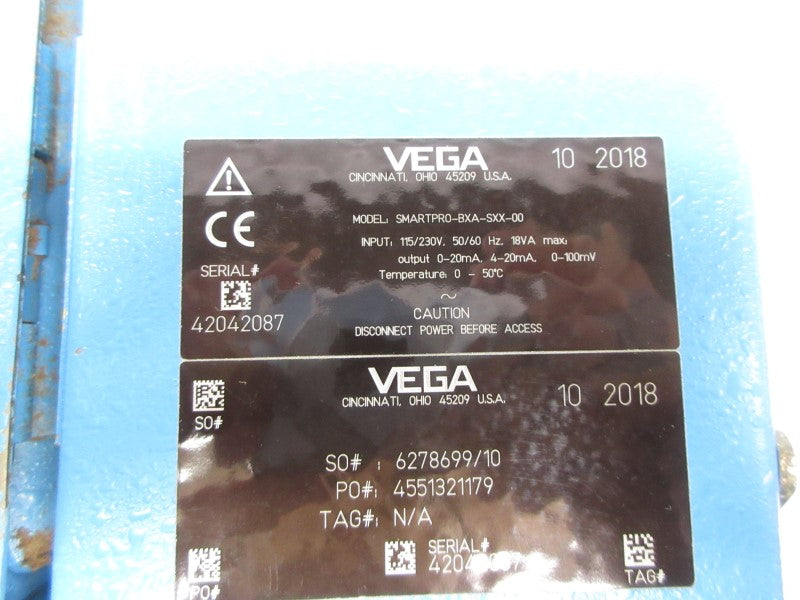 VEGA 10 2018
CINCINNATI, OHIO 45209 U.S.A.
CE
MODEL: SMARTPRO-BXA-SXX-00
INPUT: 115/230V, 50/60 Hz, 18VA max;
output 0-20mA, 4-20mA, 0-100mV
Temperature: 0 - 50°C
SERIAL#
42042087
~
CAUTION
DISCONNECT POWER BEFORE ACCESS
VEGA 10 2018
CINCINNATI, OHIO 45209 U.S.A.
SO#
SO# : 6278699/10
PO#: 4551321179
TAG#: N/A
SERIAL#
PO#
TAG#